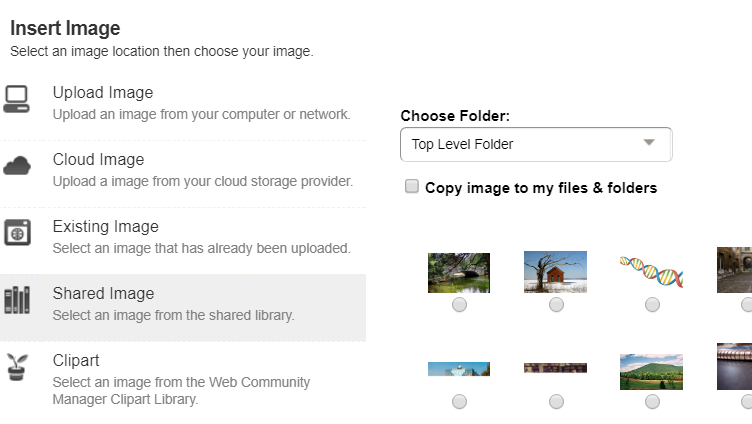 Insert Image
Select an image location then choose your image.
Upload Image
Upload an image from your computer or network.
Cloud Image
Upload a image from your cloud storage provider.
Existing Image
Select an image that has already been uploaded.
Shared Image
Select an image from the shared library.
Clipart
Select an image from the Web Community
Manager Clipart Library.
Choose Folder:
Top Level Folder
Copy image to my files & folders